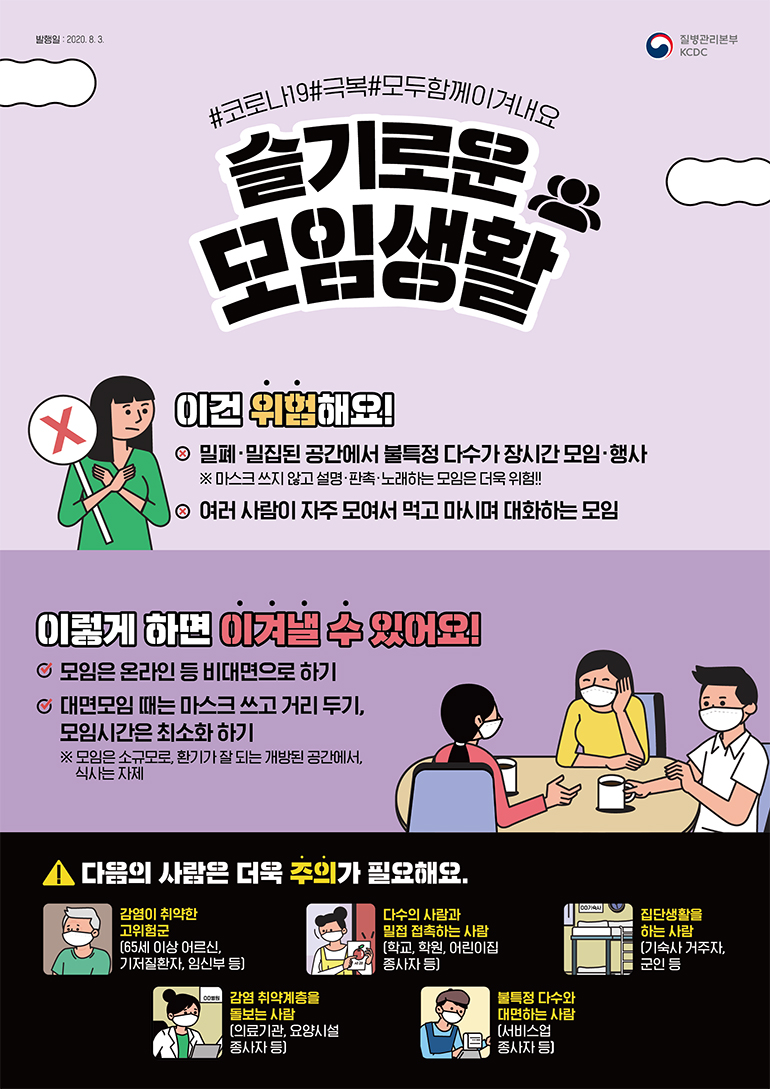 발행일 : 2020. 8. 3.
질병관리본부
KCDC
#코로나19#극복#모두함께이겨내요
슬기로운
모임생활
X
이건 위험해요!
밀폐·밀집된 공간에서 불특정 다수가 장시간 모임·행사
※ 마스크 쓰지 않고 설명·판촉·노래하는 모임은 더욱 위험!!
여러 사람이 자주 모여서 먹고 마시며 대화하는 모임
이렇게 하면 이겨낼 수 있어요!
모임은 온라인 등 비대면으로 하기
대면모임 때는 마스크 쓰고 거리 두기,
모임시간은 최소화 하기
※ 모임은 소규모로, 환기가 잘 되는 개방된 공간에서,
식사는 자제
다음의 사람은 더욱 주의가 필요해요.
감염이 취약한
고위험군
(65세 이상 어르신,
기저질환자, 임신부 등)
다수의 사람과
밀접 접촉하는 사람
(학교, 학원, 어린이집
종사자 등)
OO기숙사
집단생활을
하는 사람
(기숙사 거주자,
군인 등
OO병원
감염 취약계층을
돌보는 사람
(의료기관, 요양시설
종사자 등)
불특정 다수와
대면하는 사람
(서비스업
종사자 등)